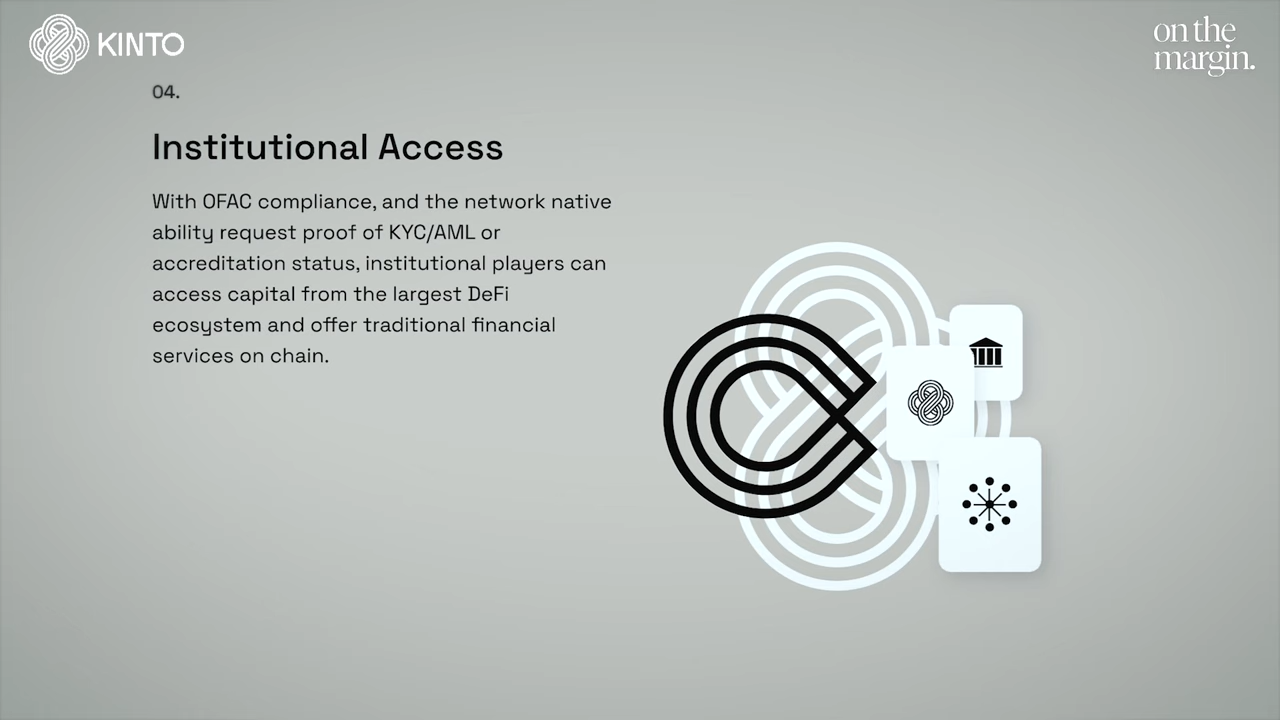 KINTO
on the
margin.
04.
Institutional Access
With OFAC compliance, and the network native
ability request proof of KYC/AML or
accreditation status, institutional players can
access capital from the largest DeFi
ecosystem and offer traditional financial
services on chain.